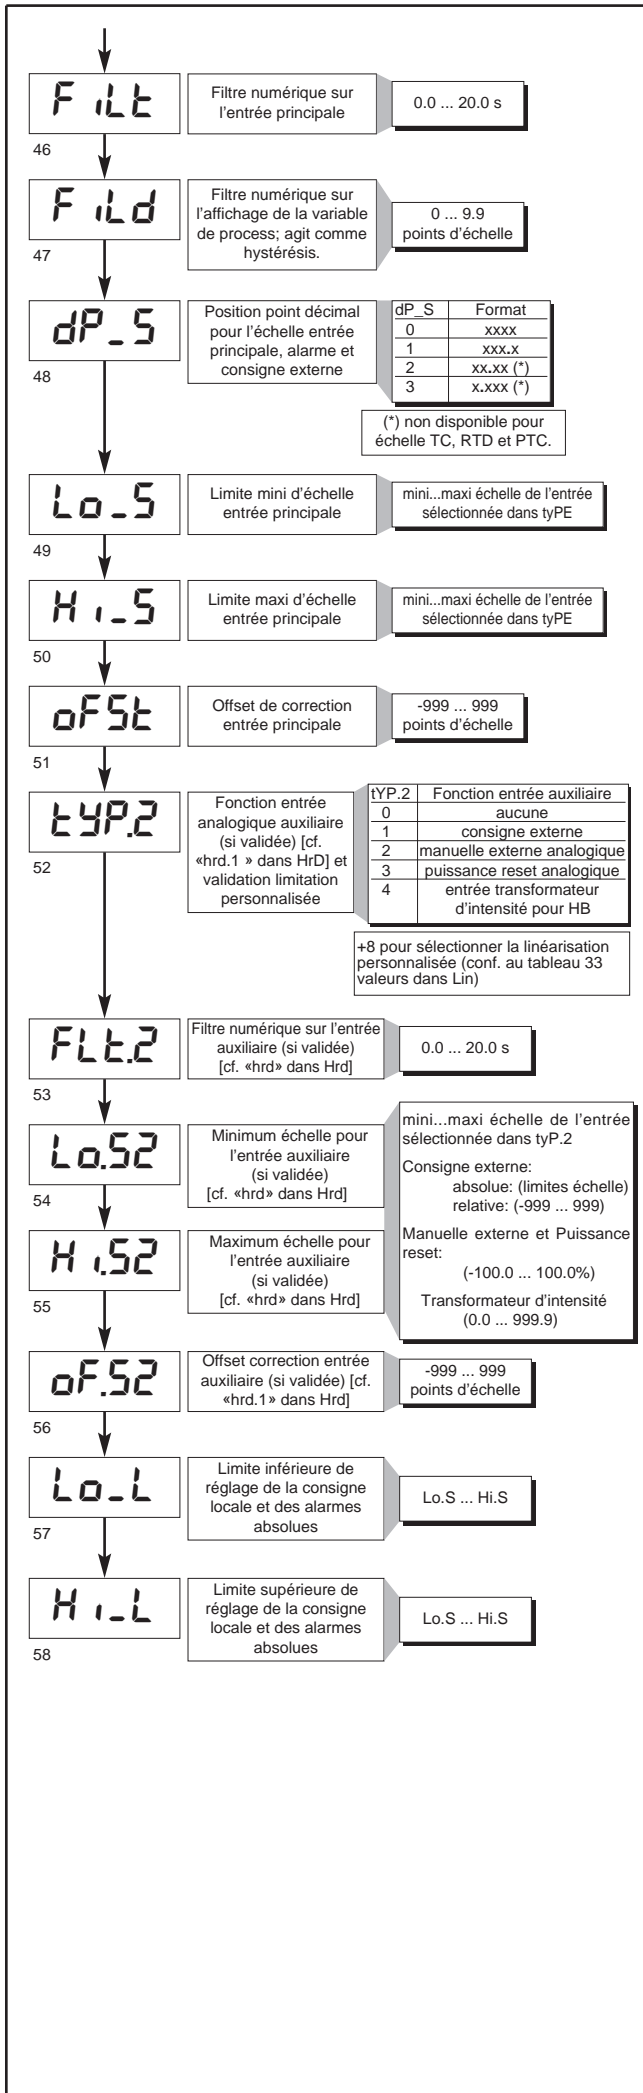 FiLt
Filtre numérique sur
l'entrée principale
0.0 ... 20.0 s
46
FiLd
Filtre numérique sur
l'affichage de la variable
de process; agit comme
hystérésis.
0 ... 9.9
points d'échelle
47
dP_S
Position point décimal
pour l'échelle entrée
principale, alarme et
consigne externe
dP_S Format
0 xxxx
1 xxx.x
2 xx.xx (*)
3 x.xxx (*)
48
(*) non disponible pour
échelle TC, RTD et PTC.
Lo_S
Limite mini d'échelle
entrée principale
mini...maxi échelle de l'entrée
sélectionnée dans tyPE
49
Hi_S
Limite maxi d'échelle
entrée principale
mini...maxi échelle de l'entrée
sélectionnée dans tyPE
50
oFSt
Offset de correction
entrée principale
-999 ... 999
points d'échelle
51
tYP.2
Fonction entrée
analogique auxiliaire
(si validée) [cf.
«hrd.1 » dans HrD] et
validation limitation
personnalisée
tYP.2 Fonction entrée auxiliaire
0 aucune
1 consigne externe
2 manuelle externe analogique
3 puissance reset analogique
4 entrée transformateur
d'intensité pour HB
52
+8 pour sélectionner la linéarisation
personnalisée (conf. au tableau 33
valeurs dans Lin)
FLt.2
Filtre numérique sur l'entrée
auxiliaire (si validée)
[cf. «hrd» dans Hrd]
0.0 ... 20.0 s
53
Lo.S2
Minimum échelle pour
l'entrée auxiliaire
(si validée)
[cf. «hrd» dans Hrd]
54
mini...maxi échelle de l'entrée
sélectionnée dans tyP.2
Consigne externe:
absolue: (limites échelle)
relative: (-999 ... 999)
Manuelle externe et Puissance
reset:
(-100.0 ... 100.0%)
Transformateur d'intensité
(0.0 ... 999.9)
Hi.S2
Maximum échelle pour
l'entrée auxiliaire
(si validée)
[cf. «hrd» dans Hrd]
55
oF.S2
Offset correction entrée
auxiliaire (si validée) [cf.
«hrd.1» dans Hrd]
-999 ... 999
points d'échelle
56
Lo_L
Limite inférieure de
réglage de la consigne
locale et des alarmes
absolues
Lo.S ... Hi.S
57
Hi_L
Limite supérieure de
réglage de la consigne
locale et des alarmes
absolues
Lo.S ... Hi.S
58